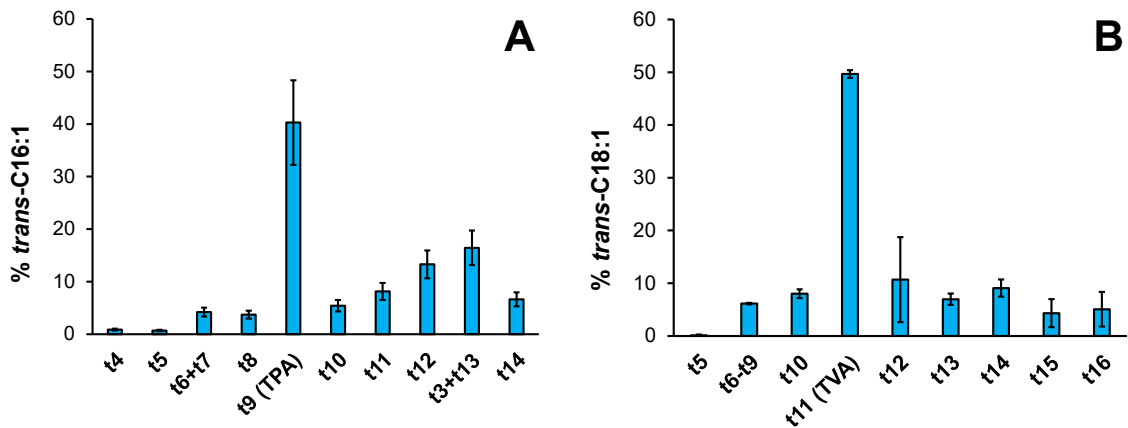 A
% trans-C16:1
60
50
40
30
20
10
0
t4
t5
t6+t7
t8
t9 (TPA)
t10
t11
t12
t3+t13
t14
B
% trans-C18:1
60
50
40
30
20
10
0
t5
t6-t9
t10
t11 (TVA)
t12
t13
t14
t15
t16